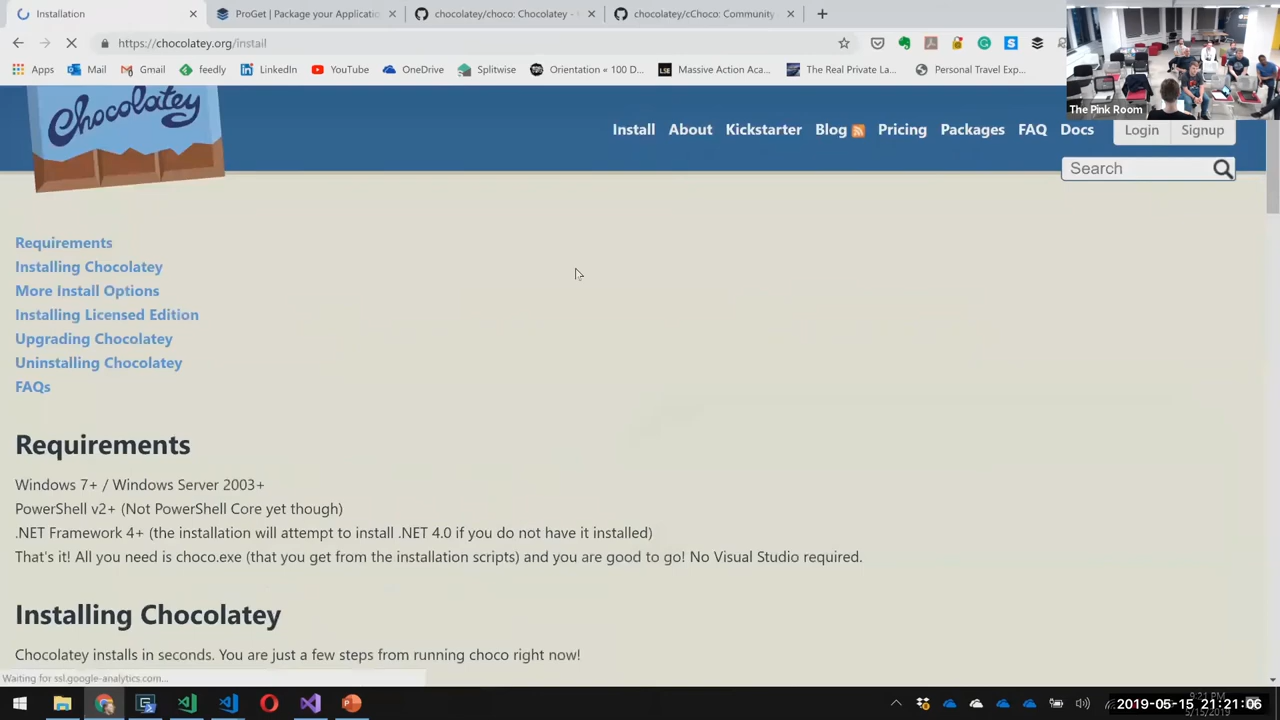 Installation
ProGet | Package your Applicatio
chocolatey/choco: Chocolatey -
chocolatey/cChoco: Community
https://chocolatey.org/install
Apps
Mail
Gmail
feedly
LinkedIn
YouTube
OneD
Splitwise
Orientation « 100 D...
Massive Action Aca...
The Real Private La...
Personal Travel Exp...
The Pink Room
Chocolatey
Install
About
Kickstarter
Blog
Pricing
Packages
FAQ
Docs
Login
Signup
Search
Requirements
Installing Chocolatey
More Install Options
Installing Licensed Edition
Upgrading Chocolatey
Uninstalling Chocolatey
FAQs
Requirements
Windows 7+ / Windows Server 2003+
PowerShell v2+ (Not PowerShell Core yet though)
.NET Framework 4+ (the installation will attempt to install .NET 4.0 if you do not have it installed)
That's it! All you need is choco.exe (that you get from the installation scripts) and you are good to go! No Visual Studio required.
Installing Chocolatey
Chocolatey installs in seconds. You are just a few steps from running choco right now!
Waiting for ssl.google-analytics.com...
9:21 PM
5/15/2019
2019-05-15 21:21:06